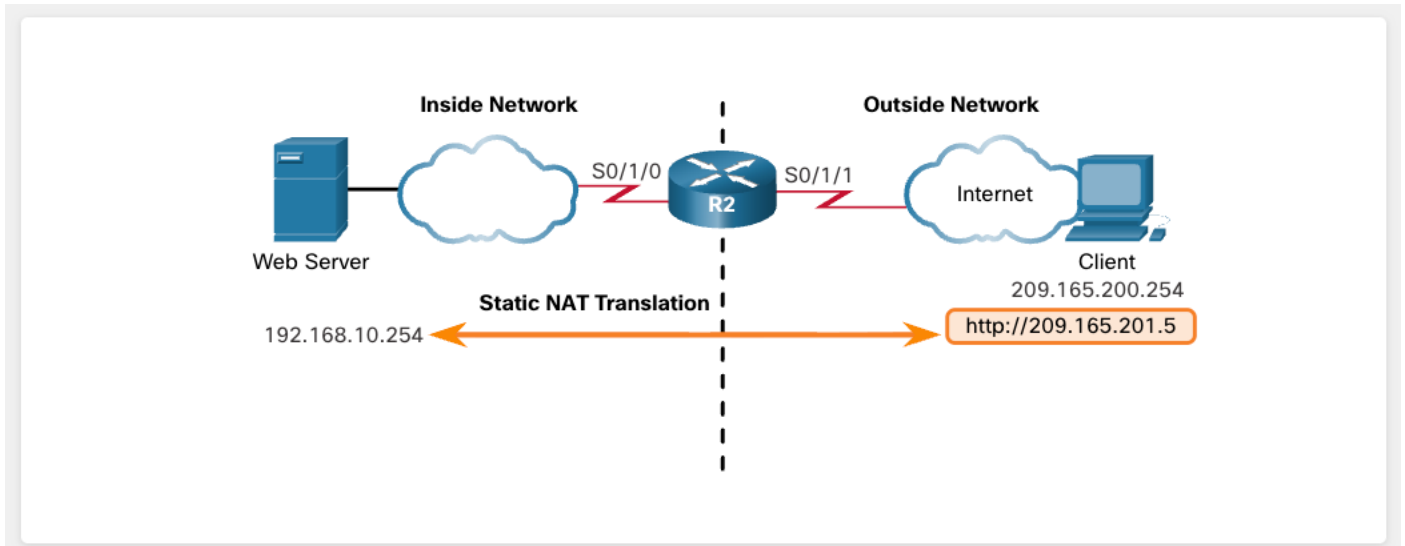 Inside Network
Outside Network
S0/1/0
S0/1/1
R2
Internet
Web Server
Client
209.165.200.254
Static NAT Translation
http://209.165.201.5
192.168.10.254